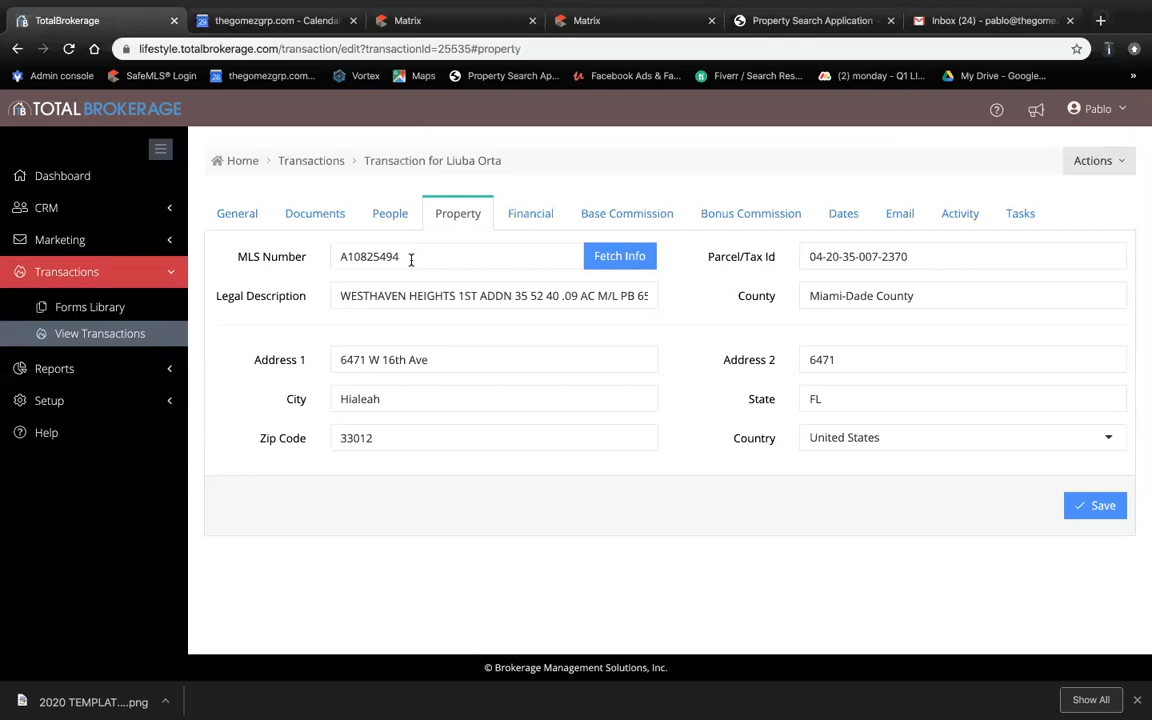 TotalBrokerage
thegomezgrp.com - Calenda
Matrix
Matrix
Property Search Application -
Inbox (24) - pablo@thegome
lifestyle.totalbrokerage.com/transaction/edit?transactionId=25535#property
Admin console
SafeMLS® Login
thegomezgrp.com...
Vortex
Maps
Property Search Ap...
Facebook Ads & Fa...
Fiverr / Search Res...
(2) monday - Q1 LI...
My Drive - Google...
»
TOTAL BROKERAGE
Pablo
Home > Transactions > Transaction for Liuba Orta
Actions
Dashboard
CRM
Marketing
Transactions
Forms Library
View Transactions
Reports
Setup
Help
General
Documents
People
Property
Financial
Base Commission
Bonus Commission
Dates
Email
Activity
Tasks
MLS Number
A10825494
Fetch Info
Parcel/Tax Id
04-20-35-007-2370
Legal Description
WESTHAVEN HEIGHTS 1ST ADDN 35 52 40 .09 AC M/L PB 65
County
Miami-Dade County
Address 1
6471 W 16th Ave
Address 2
6471
City
Hialeah
State
FL
Zip Code
33012
Country
United States
Save
© Brokerage Management Solutions, Inc.
2020 TEMPLAT....png
Show All